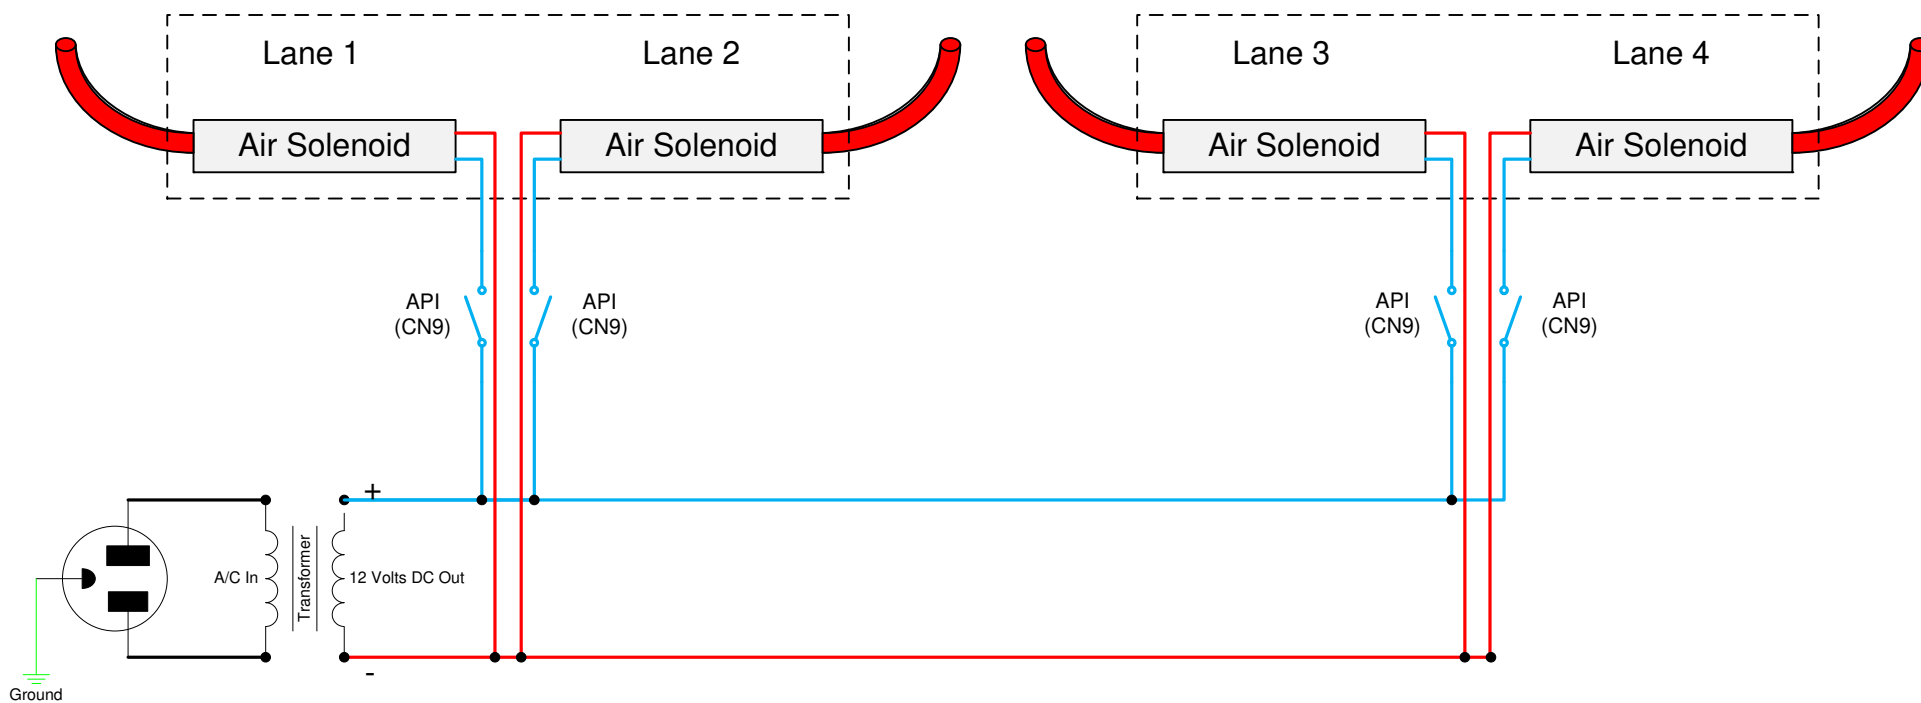 Lane 1
Lane 2
Lane 3
Lane 4
Air Solenoid
Air Solenoid
Air Solenoid
Air Solenoid
API
(CN9)
API
(CN9)
API
(CN9)
API
(CN9)
+
A/C In
Transformer
12 Volts DC Out
-
Ground